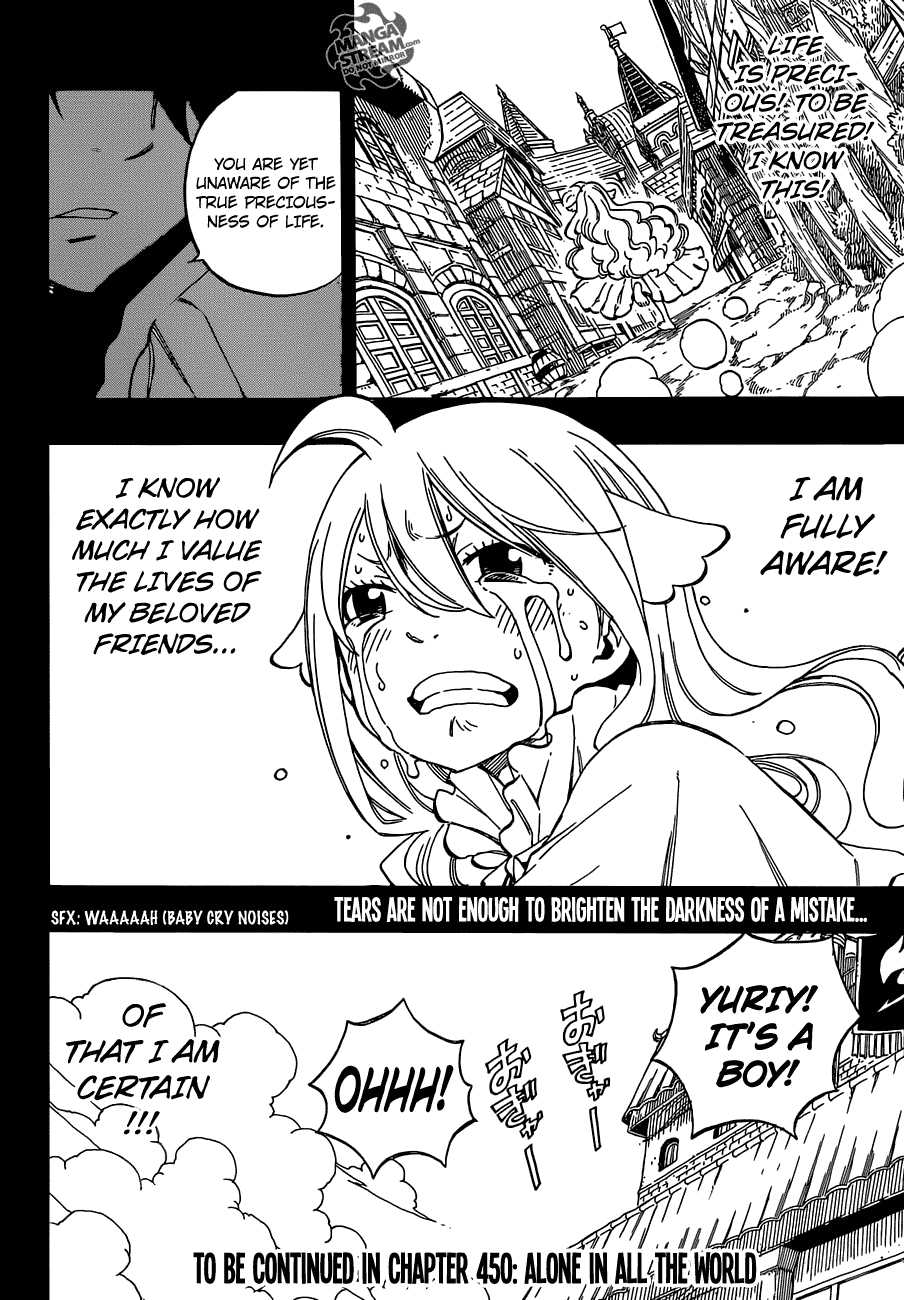 MANGA
STREAM
.com
DO NOT MIRROR
LIFE
IS PRECI-
OUS! TO BE
TREASURED!
I KNOW
THIS!
YOU ARE YET
UNAWARE OF THE
TRUE PRECIOUS-
NESS OF LIFE.
I AM
FULLY
AWARE!
I KNOW
EXACTLY HOW
MUCH I VALUE
THE LIVES OF
MY BELOVED
FRIENDS...
SFX: WAAAAAH (BABY CRY NOISES)
TEARS ARE NOT ENOUGH TO BRIGHTEN THE DARKNESS OF A MISTAKE...
YURIY!
IT'S A
BOY!
おぎゃー
おぎゃー
OHHH!
OF
THAT I AM
CERTAIN
!!!
TO BE CONTINUED IN CHAPTER 450: ALONE IN ALL THE WORLD